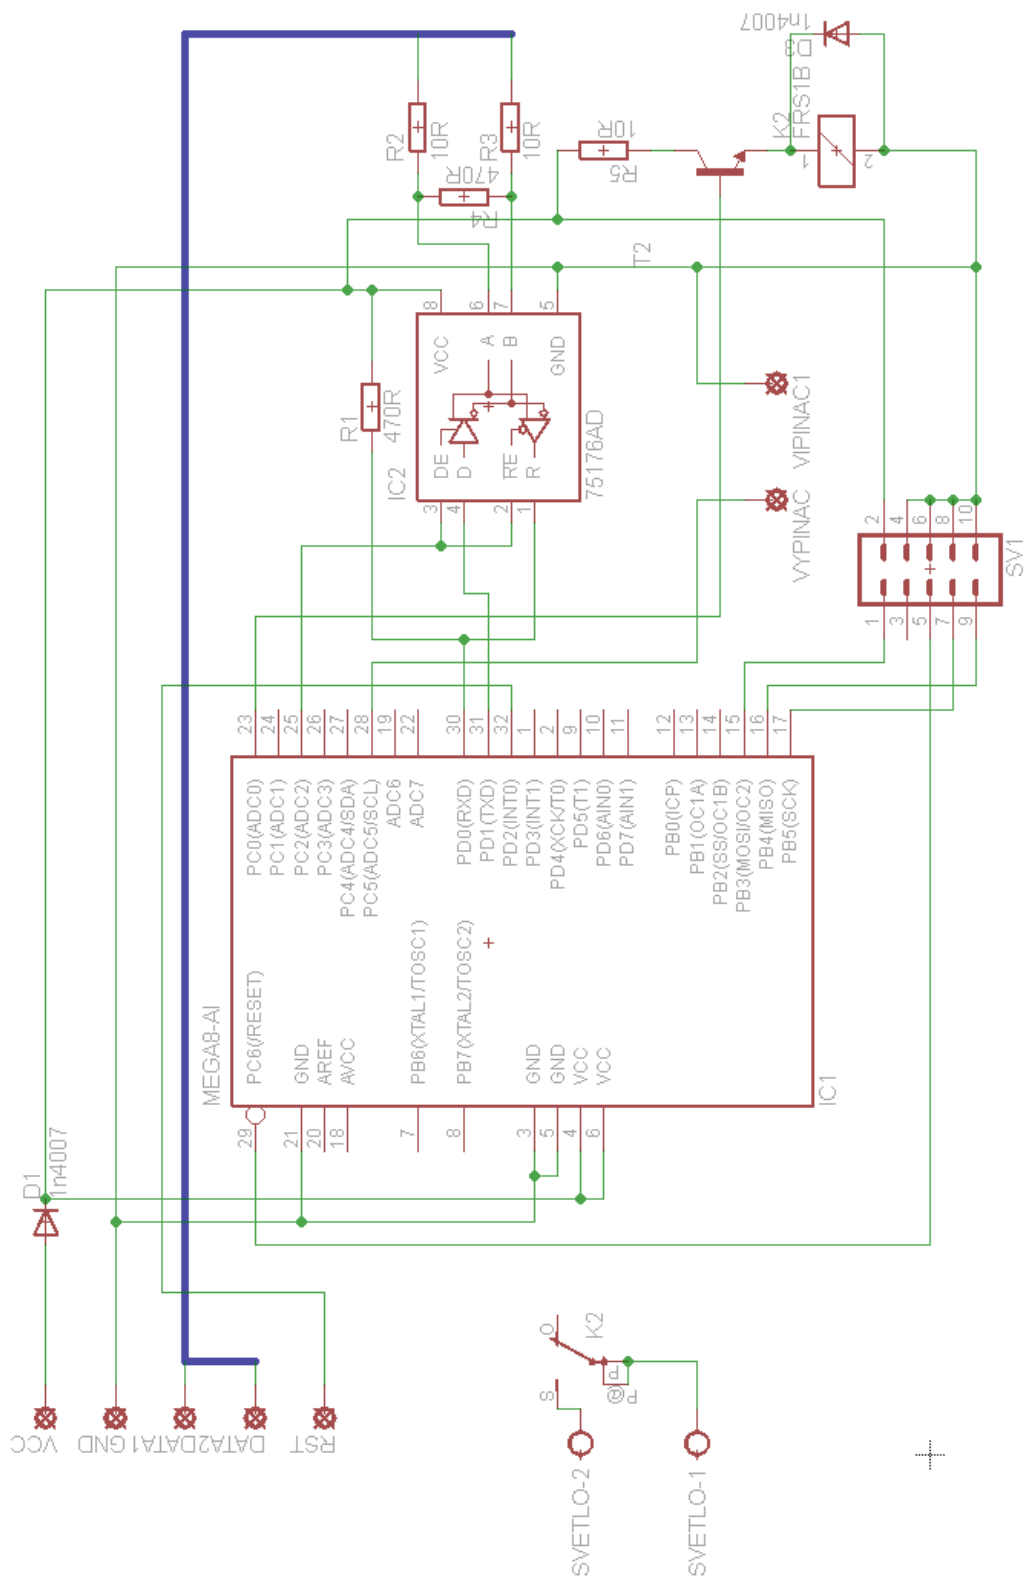 1n4007
D3
K2
FRS1B
1
2
R2
10R
R3
10R
R4
470R
R5
10R
T2
8
6
7
5
VCC
A
B
GND
DE
D
RE
R
3
4
2
1
IC2
75176AD
R1
470R
VIPINAC1
VYPINAC
2
4
6
8
10
1
3
5
7
9
SV1
23
24
25
26
27
28
19
22
30
31
32
1
2
9
10
11
12
13
14
15
16
17
PC0(ADC0)
PC1(ADC1)
PC2(ADC2)
PC3(ADC3)
PC4(ADC4/SDA)
PC5(ADC5/SCL)
ADC6
ADC7
PD0(RXD)
PD1(TXD)
PD2(INT0)
PD3(INT1)
PD4(XCK/T0)
PD5(T1)
PD6(AIN0)
PD7(AIN1)
PB0(ICP)
PB1(OC1A)
PB2(SS/OC1B)
PB3(MOSI/OC2)
PB4(MISO)
PB5(SCK)
MEGA8-AI
PC6(/RESET)
GND
AREF
AVCC
PB6(XTAL1/TOSC1)
PB7(XTAL2/TOSC2)
GND
GND
VCC
VCC
IC1
29
21
20
18
7
8
3
5
4
6
D1
1n4007
VCC
GND
DATA1
DATA2
RST
O
S
P
P
K2
SVETLO-2
SVETLO-1